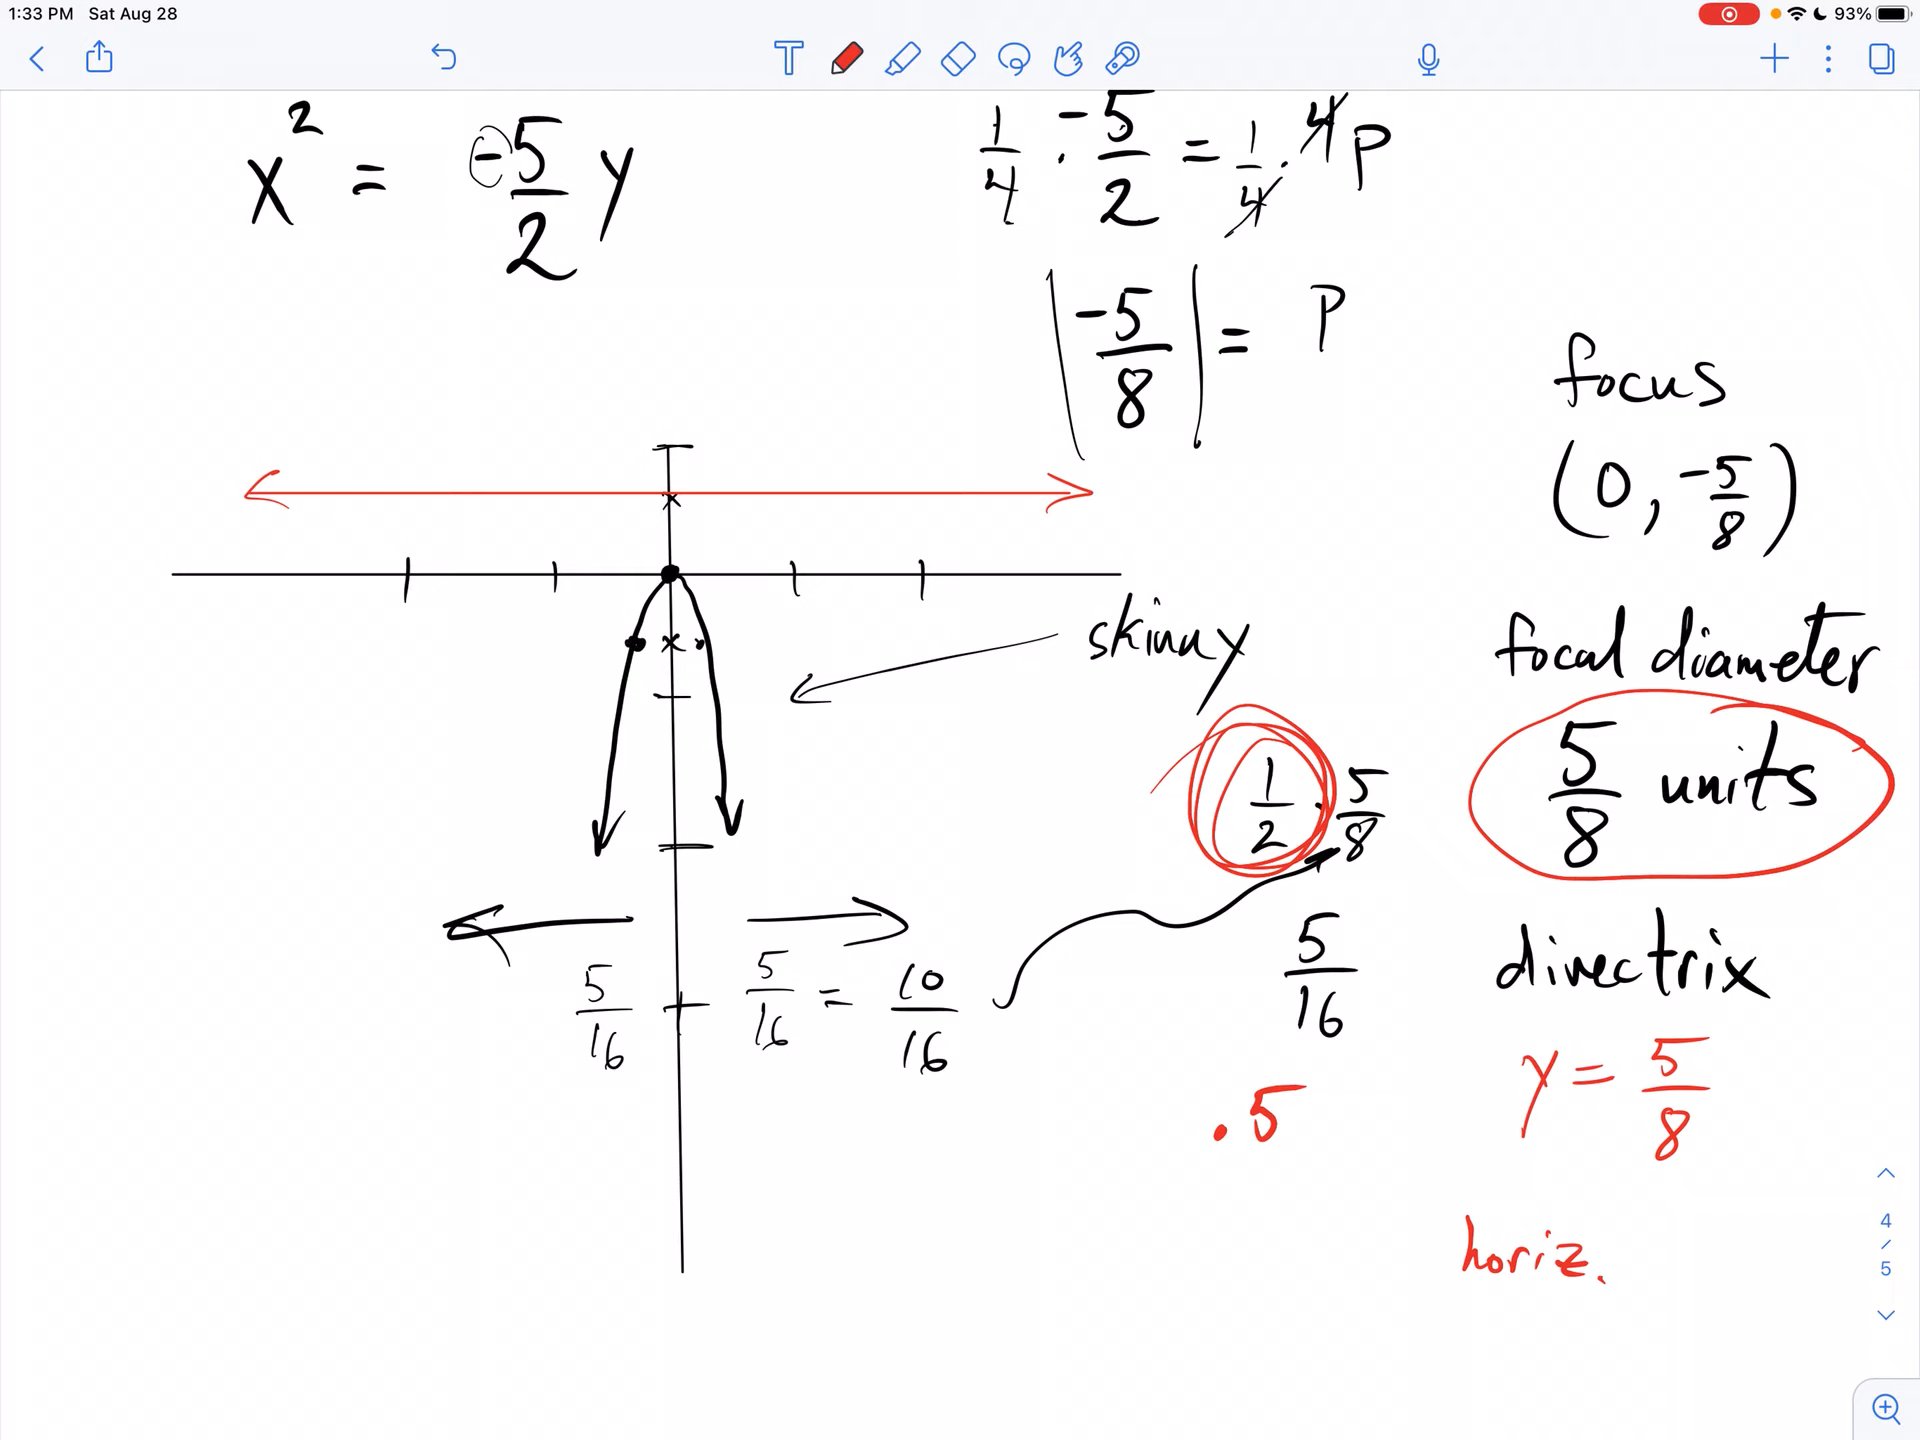 1:33 PM Sat Aug 28
93%
x² = -5/2 y
1/4 · -5/2 = 1/4 · 4p
|-5/8| = p
focus
(0, -5/8)
skinny
focal diameter
5/8 units
1/2 · 5/8
5/16
directrix
y = 5/8
5/16 + 5/16 = 10/16
.5
horiz.
4/5